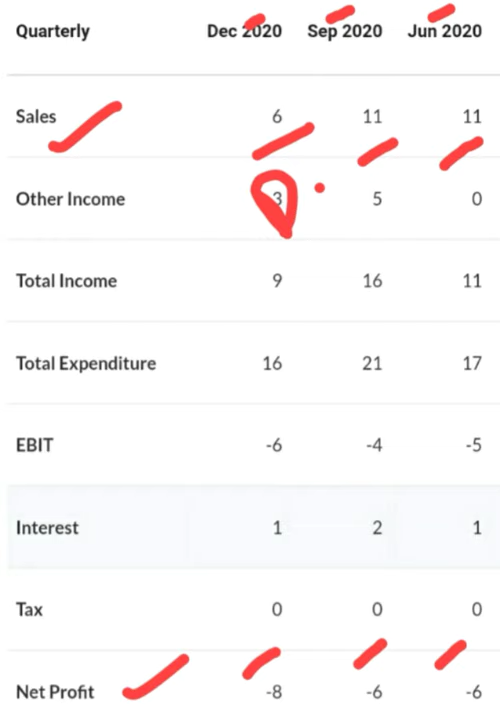 Quarterly Dec 2020 Sep 2020 Jun 2020
Sales 6 11 11
Other Income 3 5 0
Total Income 9 16 11
Total Expenditure 16 21 17
EBIT -6 -4 -5
Interest 1 2 1
Tax 0 0 0
Net Profit -8 -6 -6